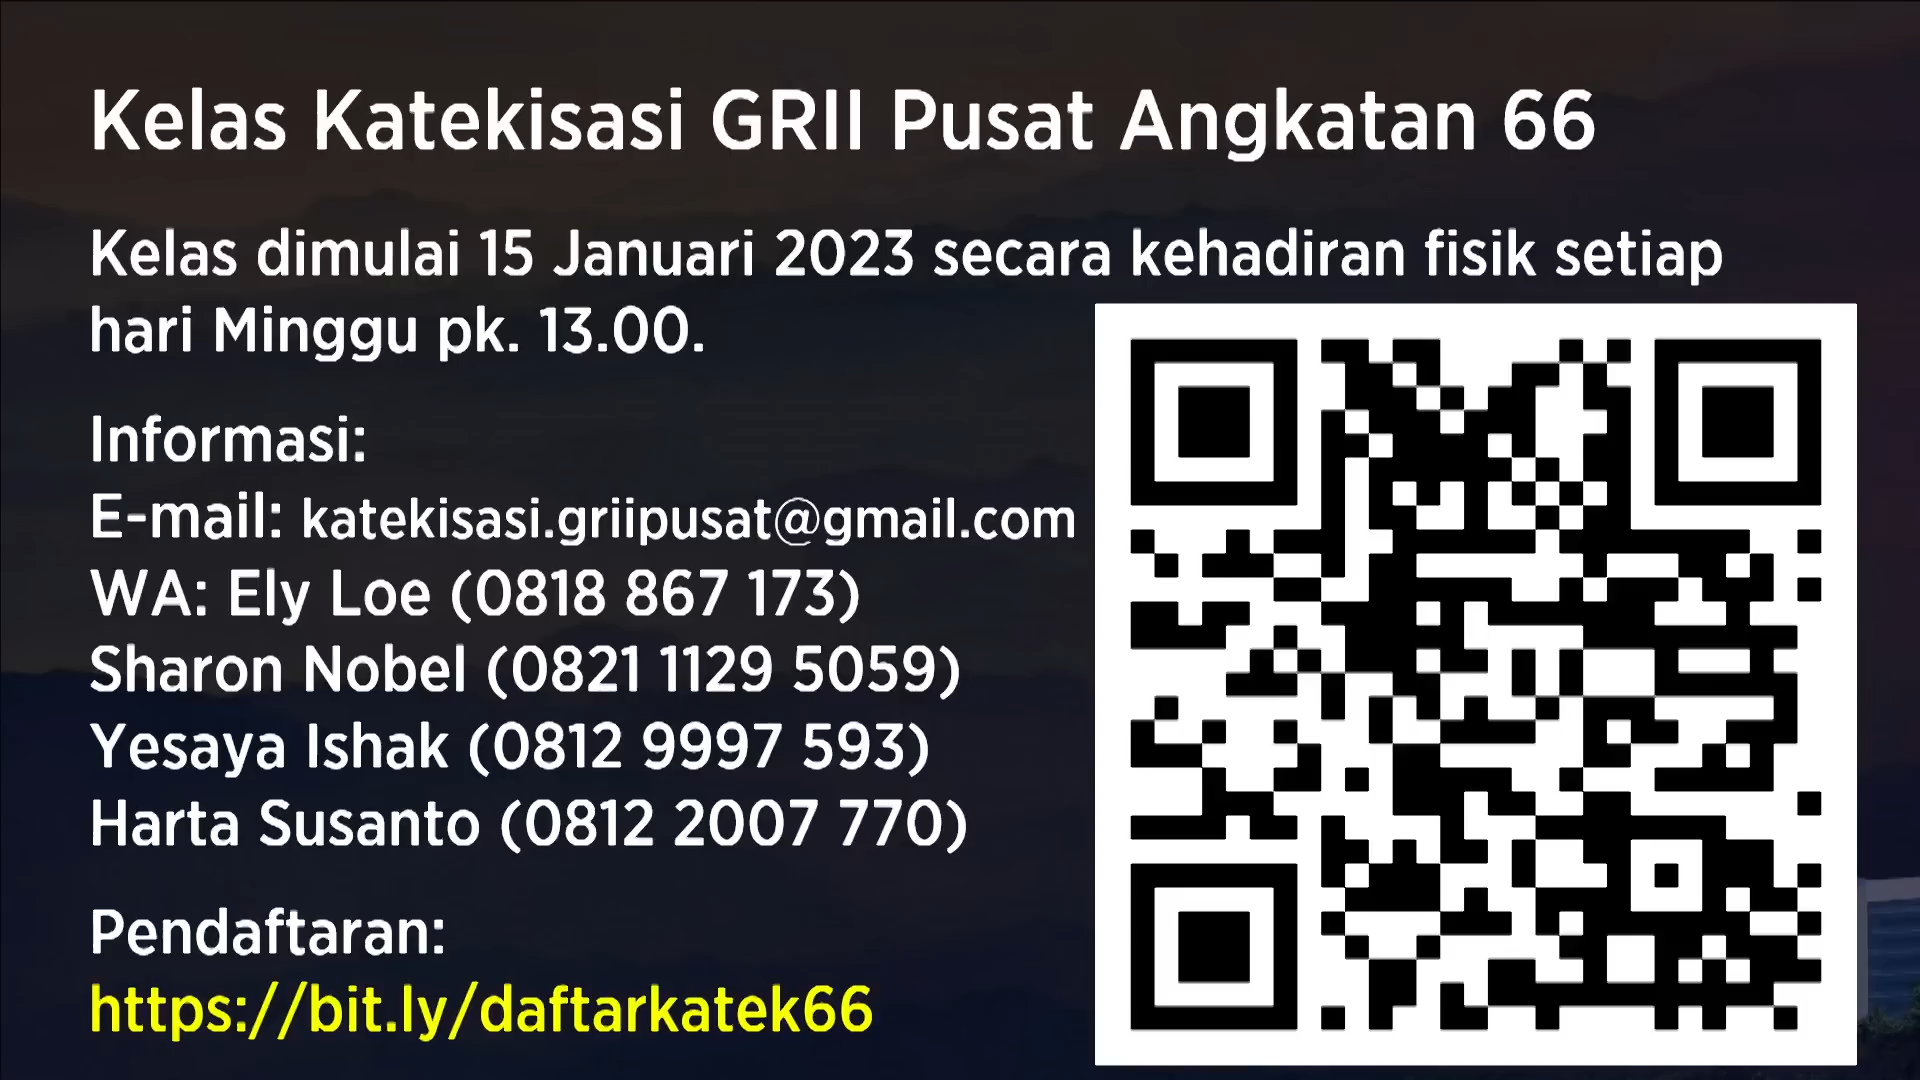 Kelas Katekisasi GRII Pusat Angkatan 66
Kelas dimulai 15 Januari 2023 secara kehadiran fisik setiap
hari Minggu pk. 13.00.
Informasi:
E-mail: katekisasi.griipusat@gmail.com
WA: Ely Loe (0818 867 173)
Sharon Nobel (0821 1129 5059)
Yesaya Ishak (0812 9997 593)
Harta Susanto (0812 2007 770)
Pendaftaran:
https://bit.ly/daftarkatek66